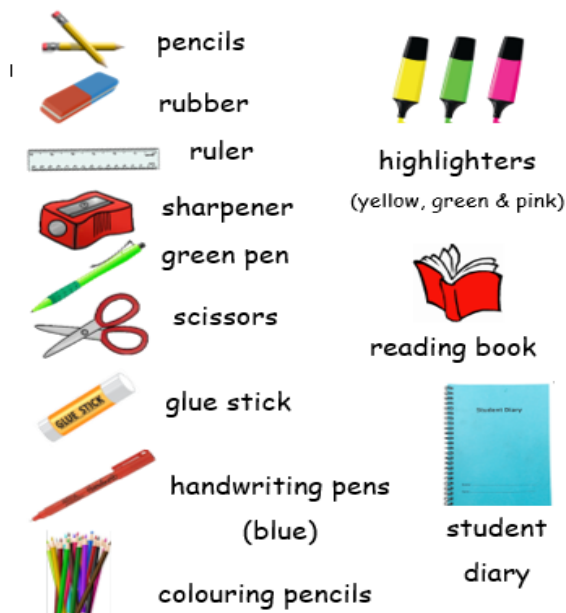 pencils
rubber
ruler
sharpener
green pen
scissors
GLUE STICK
glue stick
handwriting pens
(blue)
colouring pencils
highlighters
(yellow, green & pink)
reading book
Student Diary
student
diary